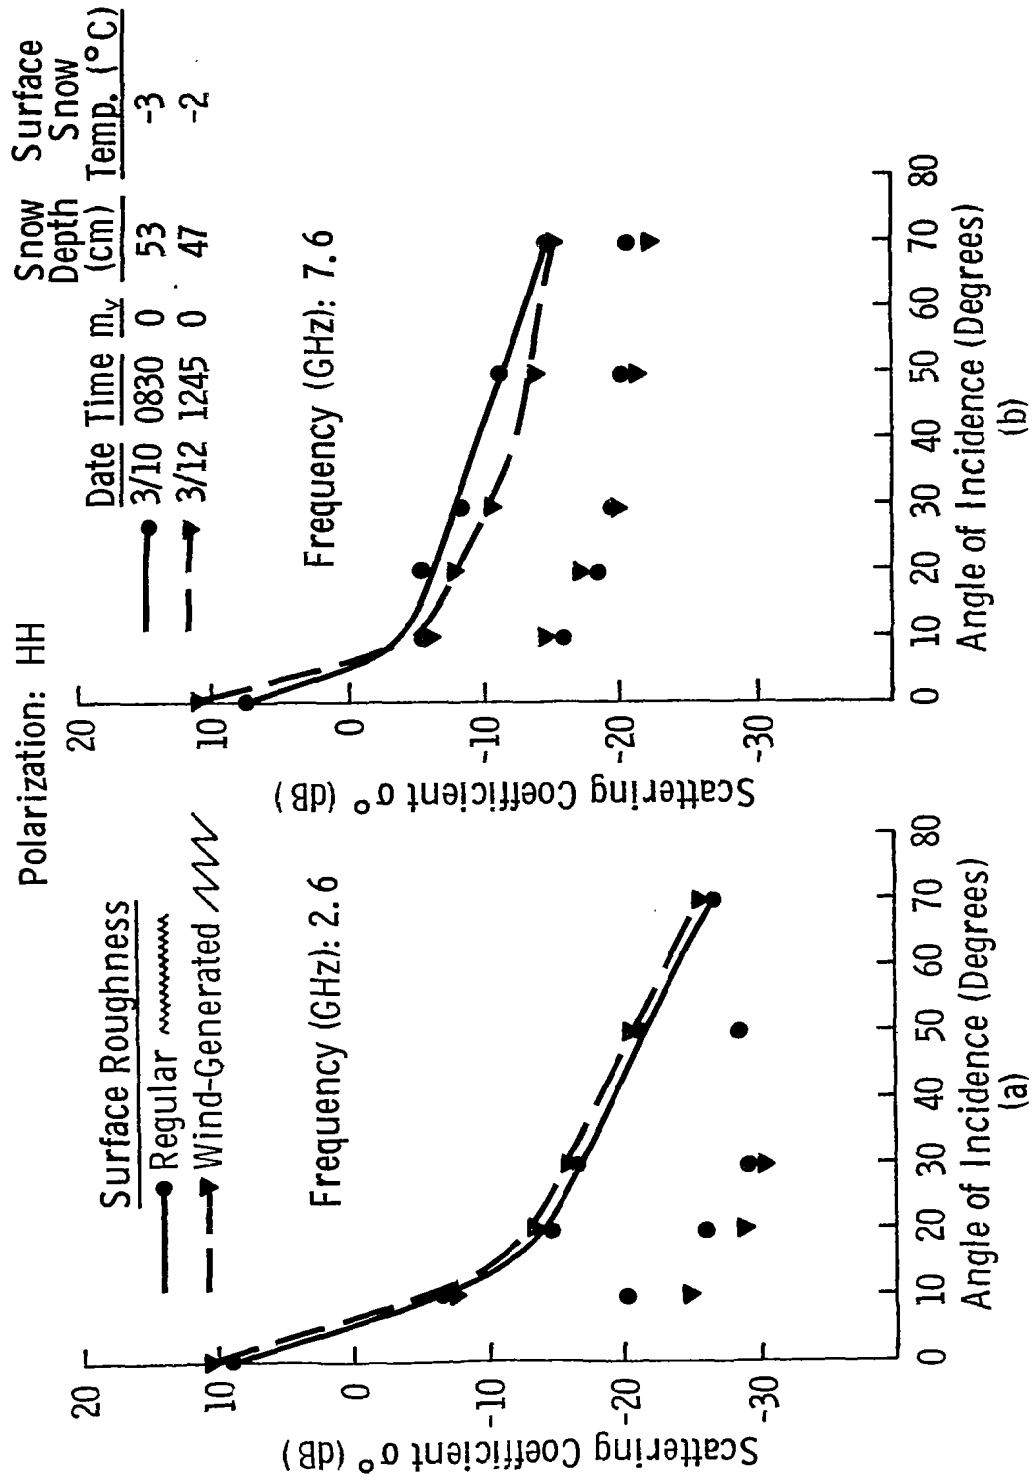 Polarization: HH
Surface Roughness
Regular
Wind-Generated
Date Time mᵥ Snow Depth (cm) Surface Snow Temp. (°C)
3/10 0830 0 53 -3
3/12 1245 0 47 -2
Frequency (GHz): 2.6
20
10
0
-10
-20
-30
Scattering Coefficient σ° (dB)
0 10 20 30 40 50 60 70 80
Angle of Incidence (Degrees)
(a)
Frequency (GHz): 7.6
20
10
0
-10
-20
-30
Scattering Coefficient σ° (dB)
0 10 20 30 40 50 60 70 80
Angle of Incidence (Degrees)
(b)